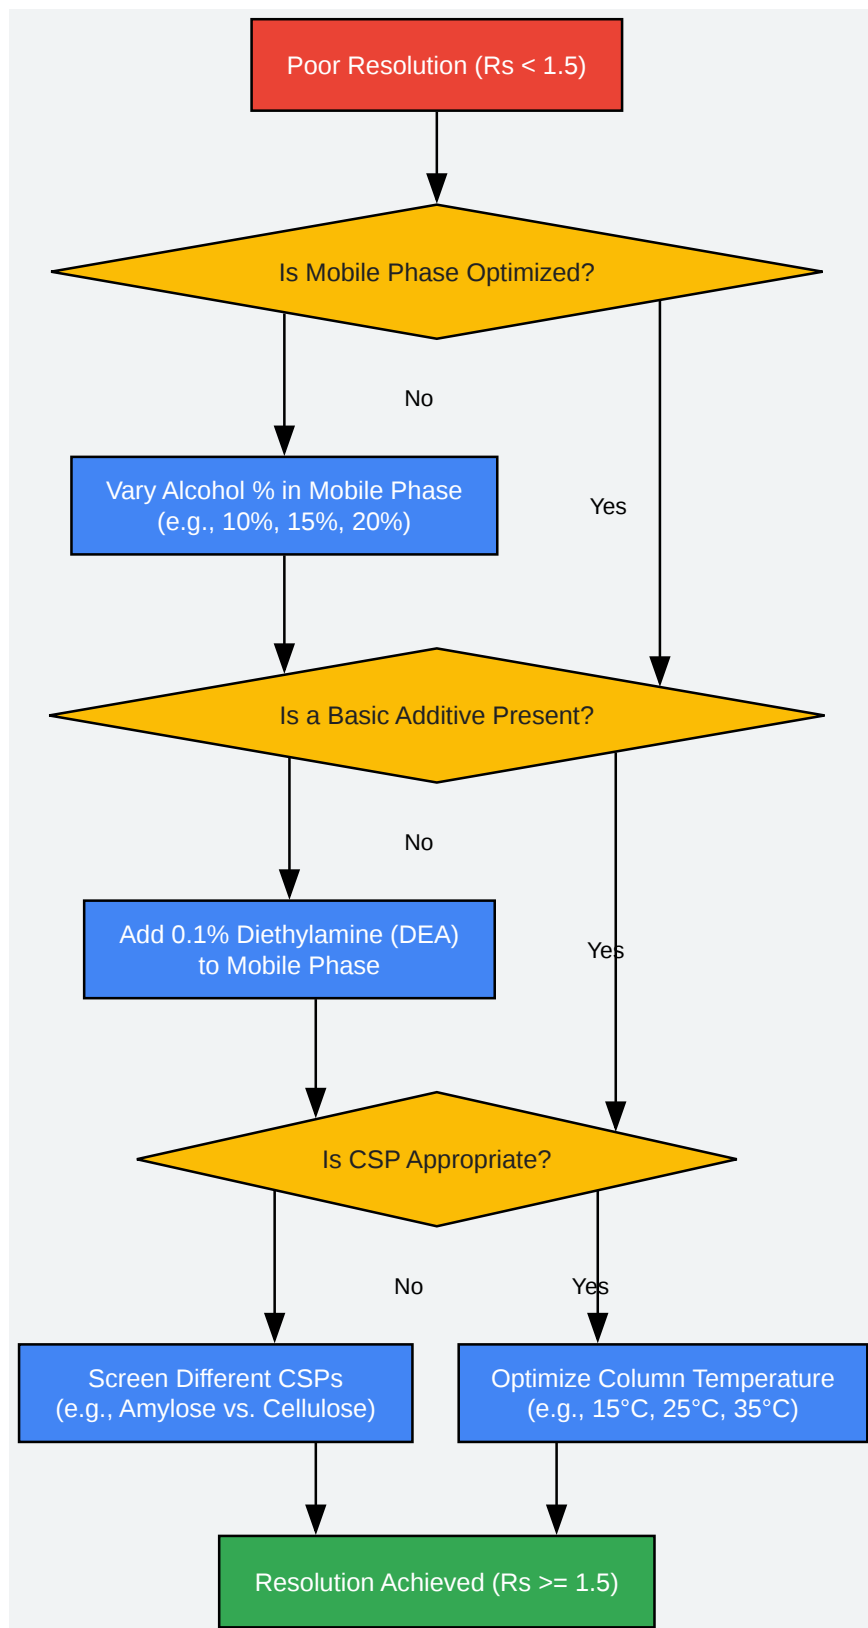 Poor Resolution (Rs < 1.5)
Is Mobile Phase Optimized?
No
Vary Alcohol % in Mobile Phase
(e.g., 10%, 15%, 20%)
Yes
Is a Basic Additive Present?
No
Add 0.1% Diethylamine (DEA)
to Mobile Phase
Yes
Is CSP Appropriate?
No
Yes
Screen Different CSPs
(e.g., Amylose vs. Cellulose)
Optimize Column Temperature
(e.g., 15°C, 25°C, 35°C)
Resolution Achieved (Rs >= 1.5)